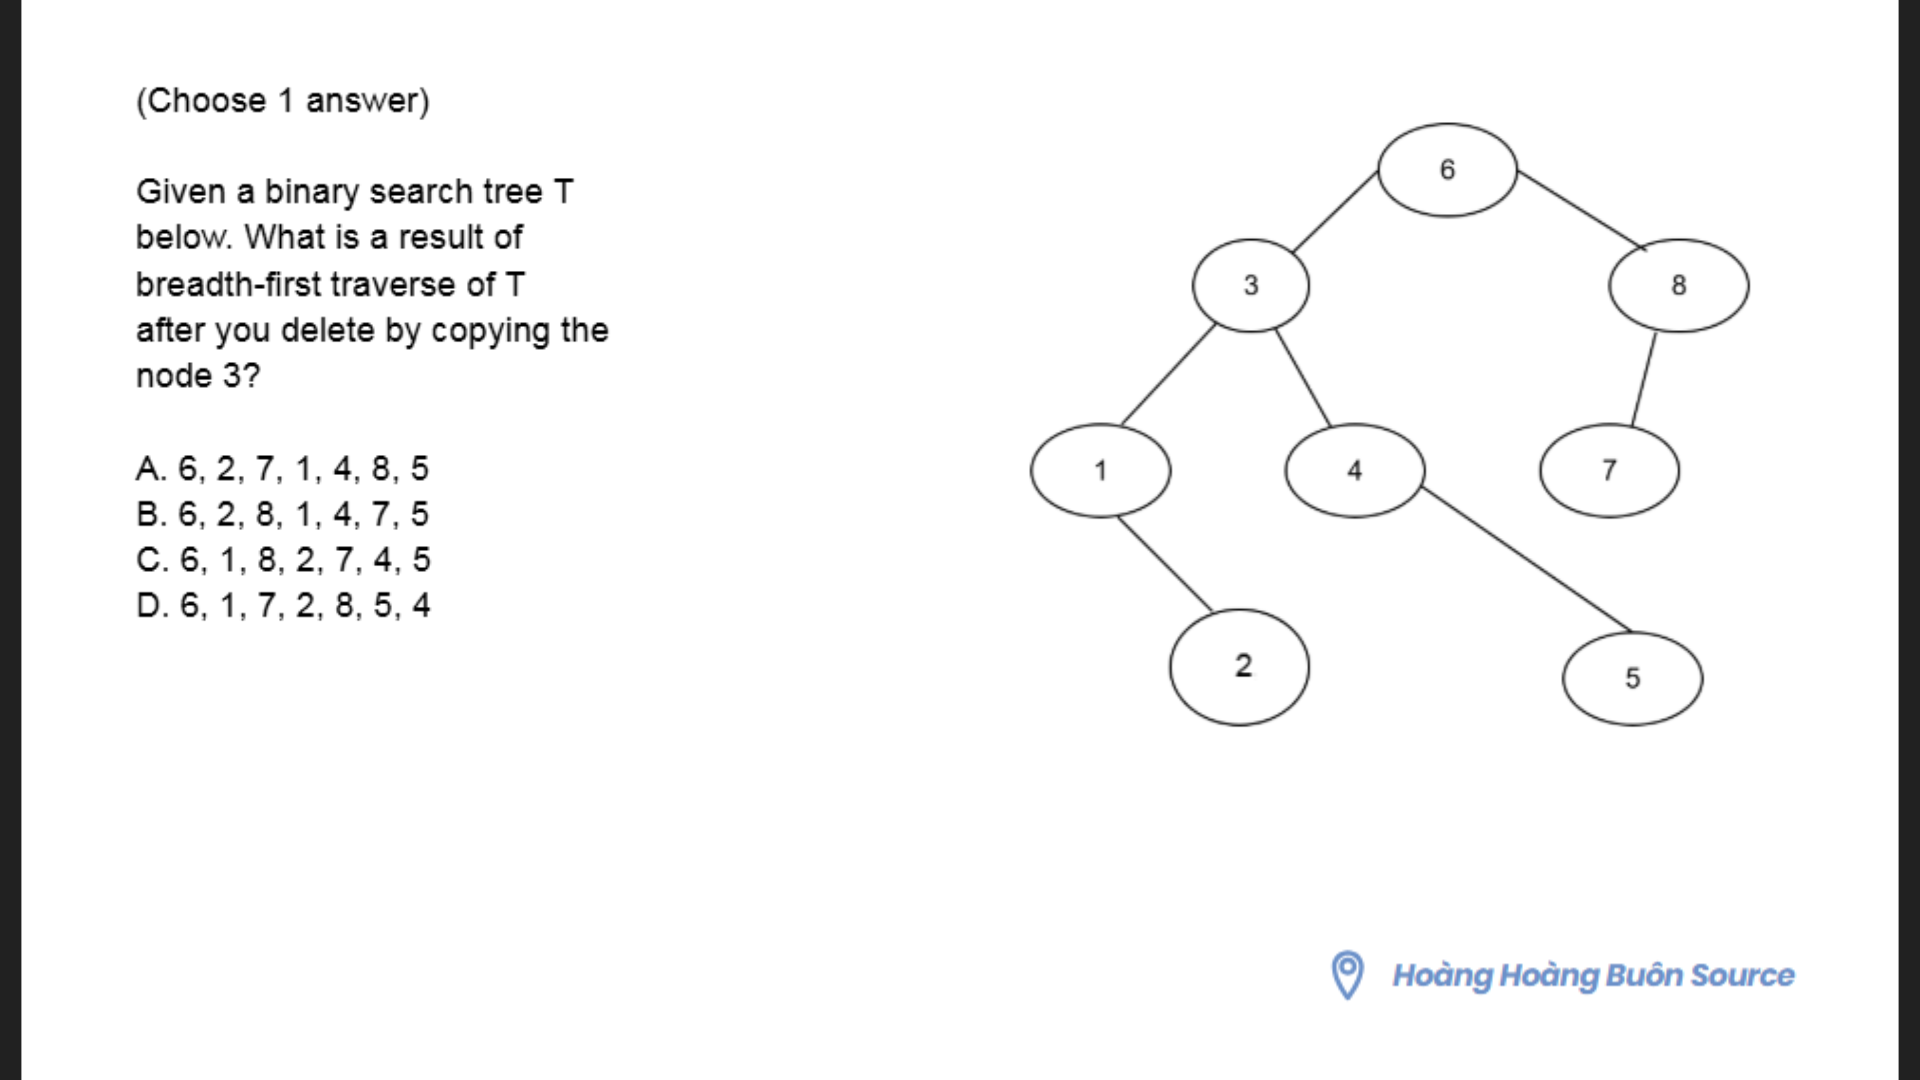 (Choose 1 answer)
Given a binary search tree T
below. What is a result of
breadth-first traverse of T
after you delete by copying the
node 3?
A. 6, 2, 7, 1, 4, 8, 5
B. 6, 2, 8, 1, 4, 7, 5
C. 6, 1, 8, 2, 7, 4, 5
D. 6, 1, 7, 2, 8, 5, 4
6
3
8
1
4
7
2
5
Hoàng Hoàng Buôn Source